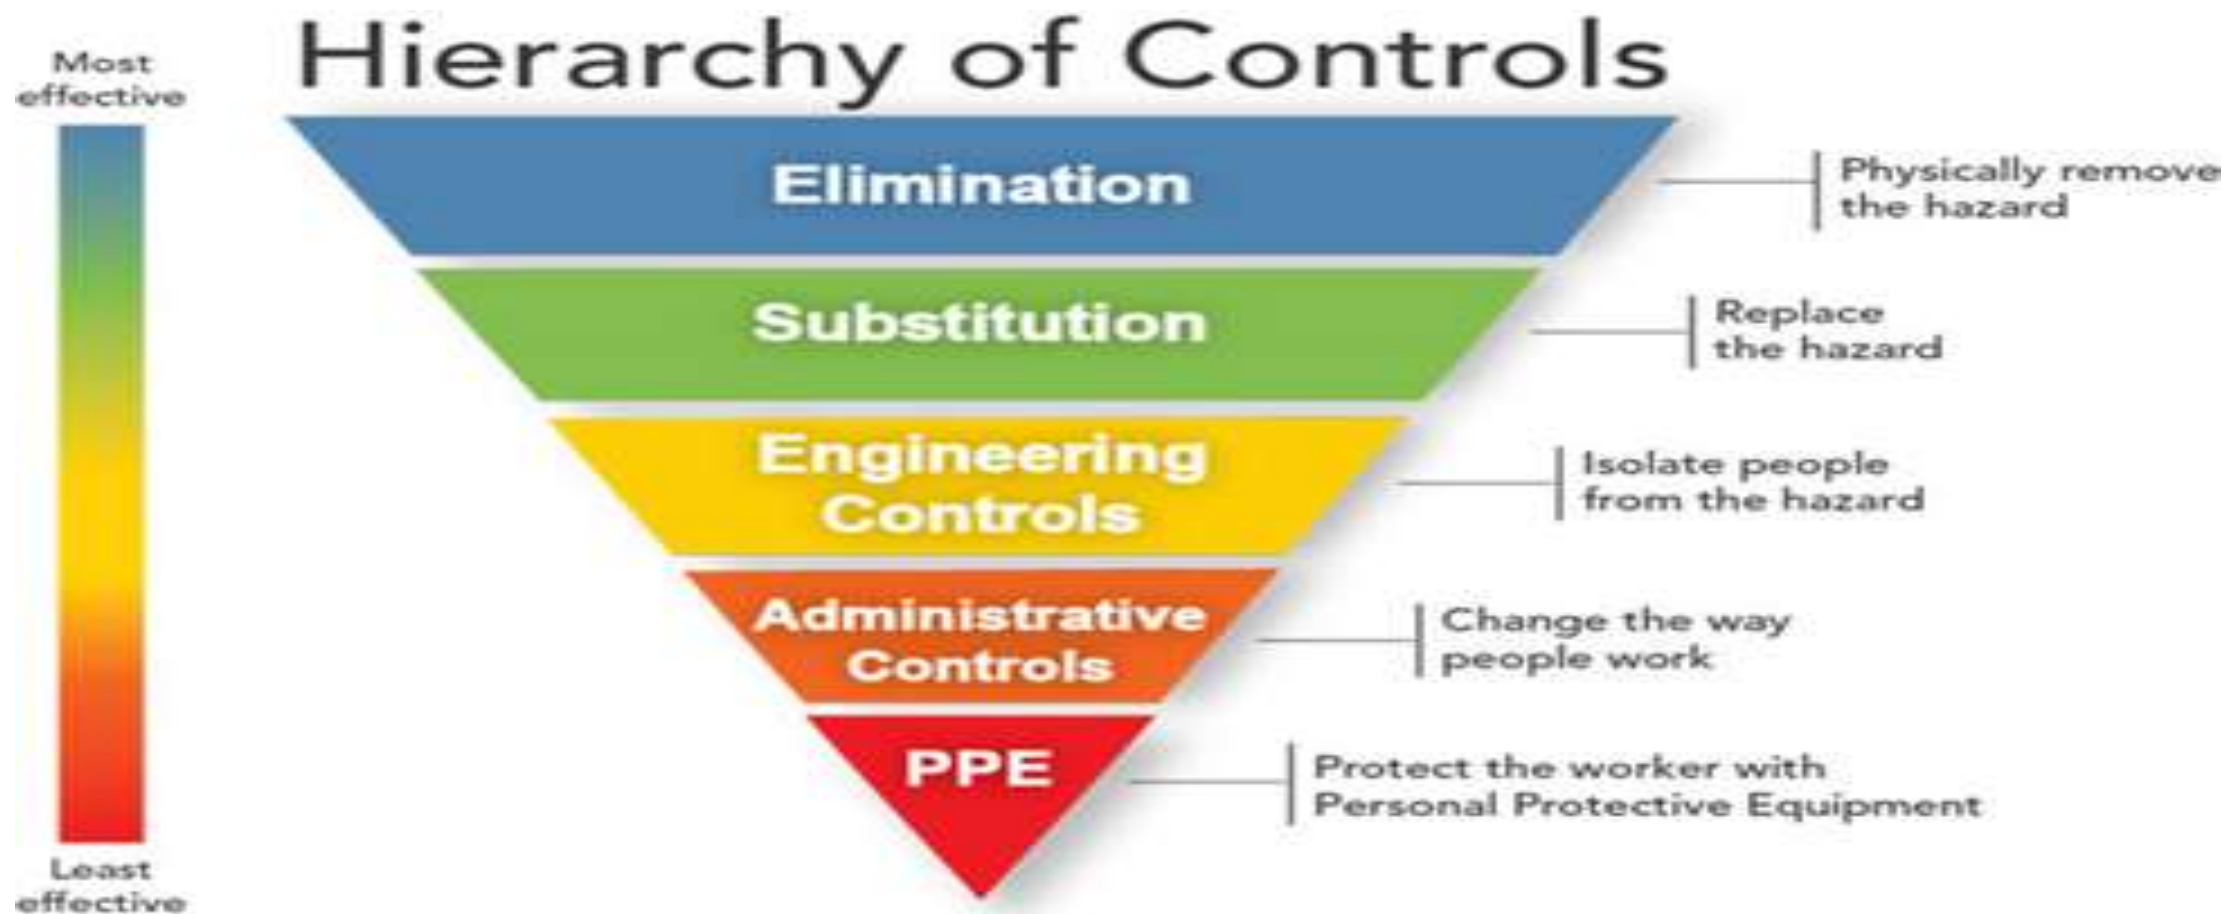 Hierarchy of Controls
Most
effective
Elimination
Physically remove
the hazard
Substitution
Replace
the hazard
Engineering
Controls
Isolate people
from the hazard
Administrative
Controls
Change the way
people work
PPE
Protect the worker with
Personal Protective Equipment
Least
effective